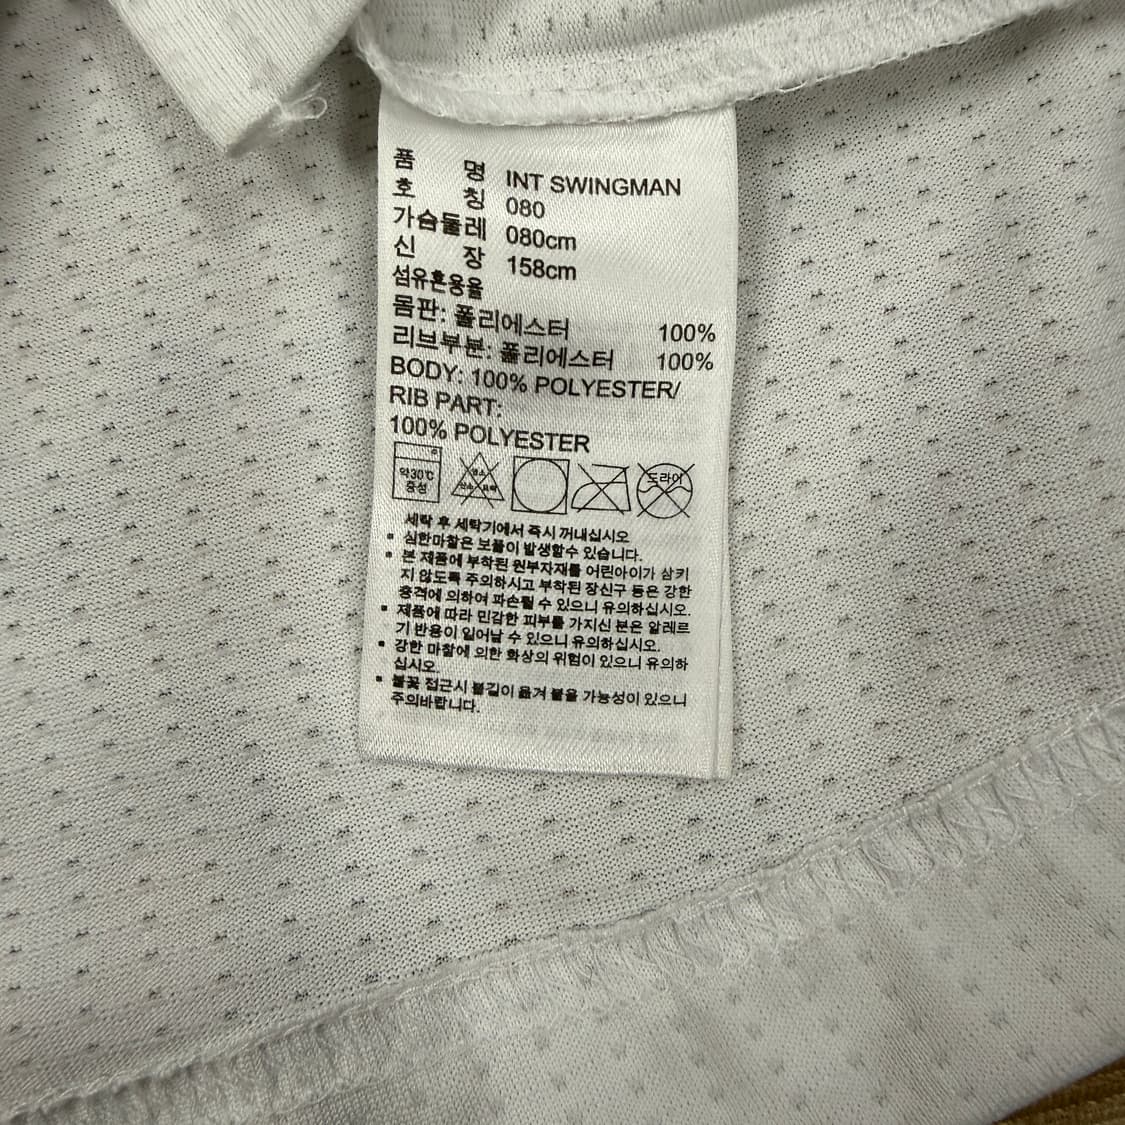 품 명 INT SWINGMAN
호 칭 080
가슴둘레 080cm
신 장 158cm
섬유혼용율
몸판: 폴리에스터 100%
리브부분: 폴리에스터 100%
BODY: 100% POLYESTER/
RIB PART:
100% POLYESTER
약30℃
중성
도라이
세탁 후 세탁기에서 즉시 꺼내십시오
▪ 심한마찰은 보풀이 발생할수 있습니다.
▪ 본 제품에 부착된 원부자재를 어린아이가 삼키
지 않도록 주의하시고 부착된 장신구 등은 강한
충격에 의하여 파손될 수 있으니 유의하십시오.
▪ 제품에 따라 민감한 피부를 가지신 분은 알레르
기 반응이 일어날 수 있으니 유의하십시오.
▪ 강한 마찰에 의한 화상의 위험이 있으니 유의하
십시오.
▪ 불꽃 접근시 불길이 옮겨 붙을 가능성이 있으니
주의바랍니다.